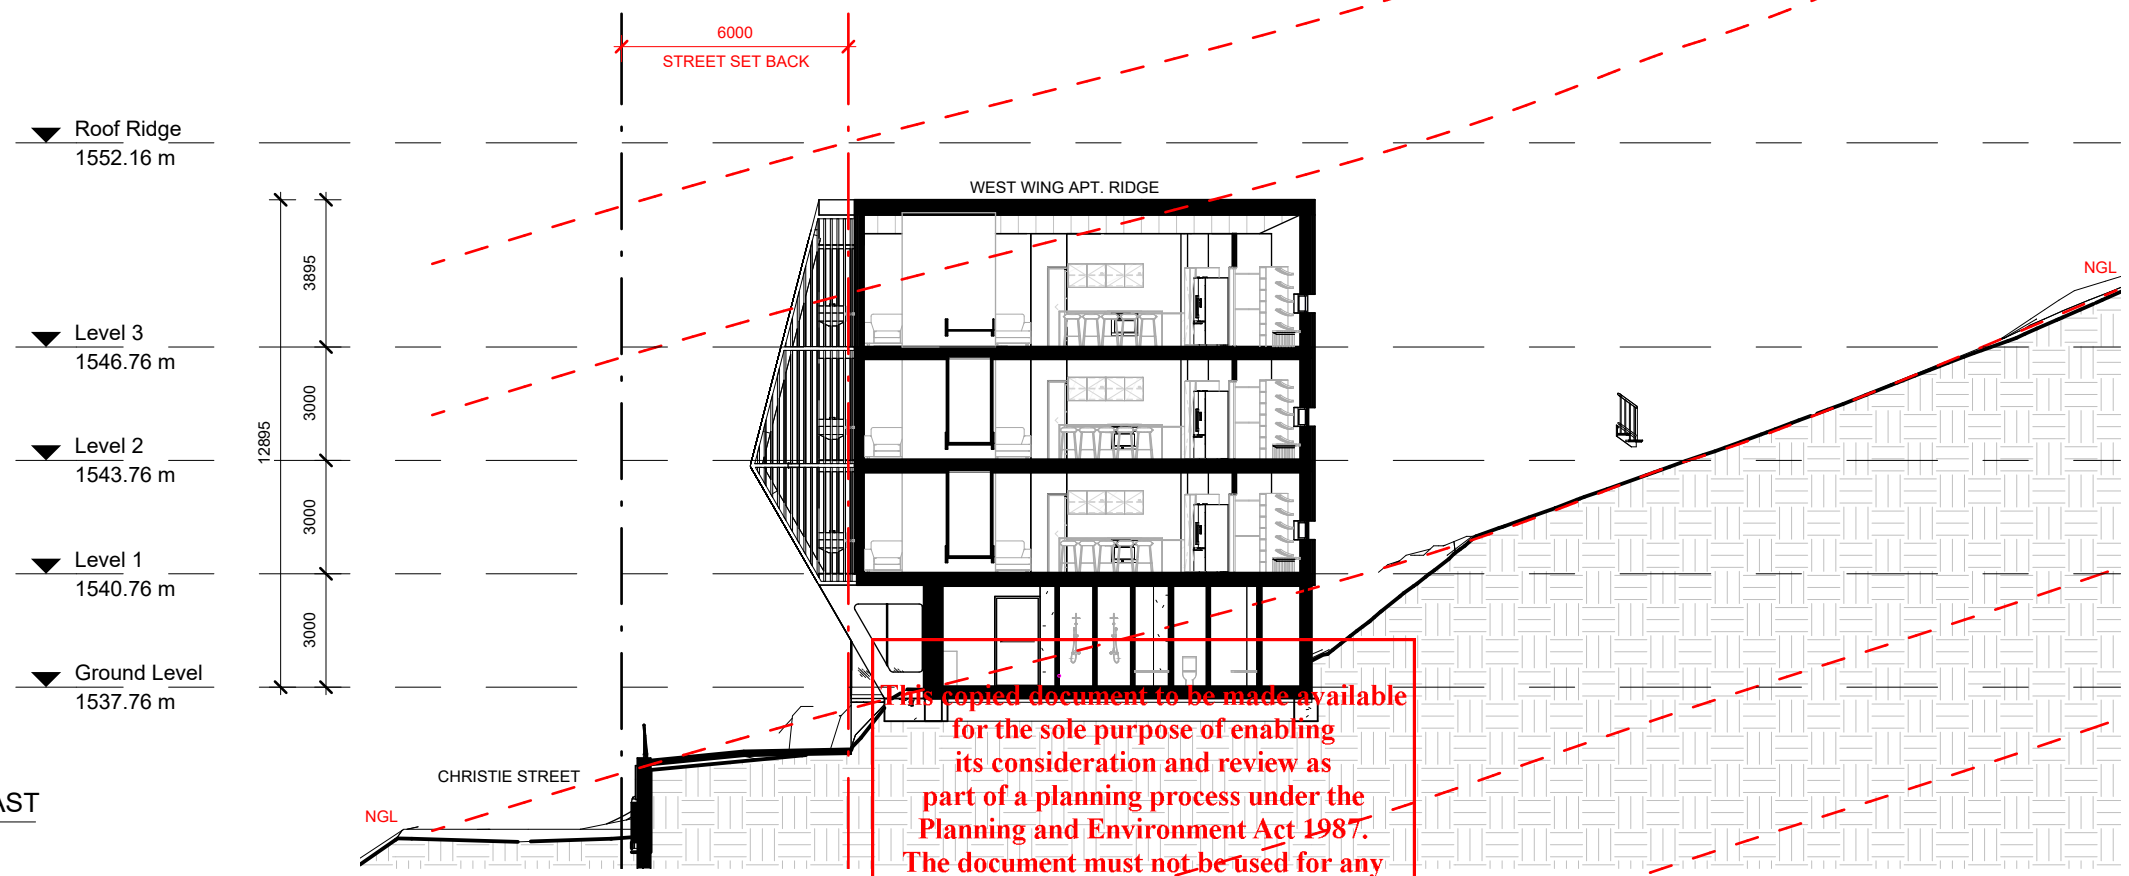 6000
STREET SET BACK
Roof Ridge
1552.16 m
WEST WING APT. RIDGE
3895
NGL
Level 3
1546.76 m
3000
12895
Level 2
1543.76 m
3000
Level 1
1540.76 m
3000
Ground Level
1537.76 m
This copied document to be made available
for the sole purpose of enabling
its consideration and review as
part of a planning process under the
Planning and Environment Act 1987.
The document must not be used for any
CHRISTIE STREET
AST
NGL